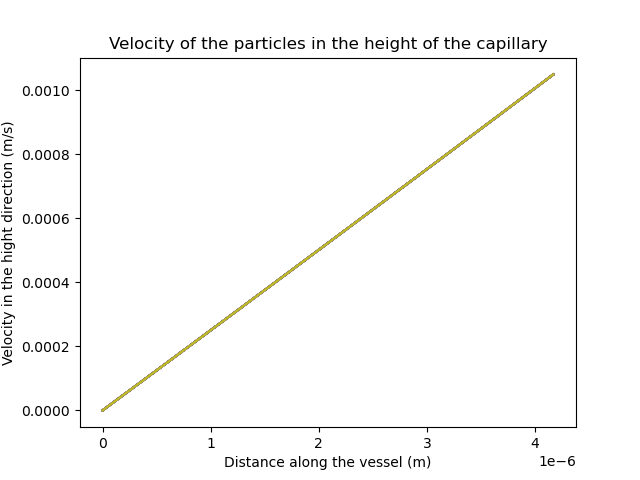 Velocity of the particles in the height of the capillary
Velocity in the hight direction (m/s)
0.0010
0.0008
0.0006
0.0004
0.0002
0.0000
0 1 2 3 4
1e−6
Distance along the vessel (m)